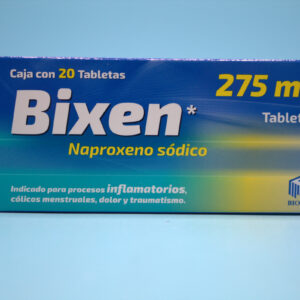 Caja con 20 Tabletas
275 m
Bixen*
Tablet
Naproxeno sódico
Indicado para procesos inflamatorios,
cólicos menstruales, dolor y traumatismo.